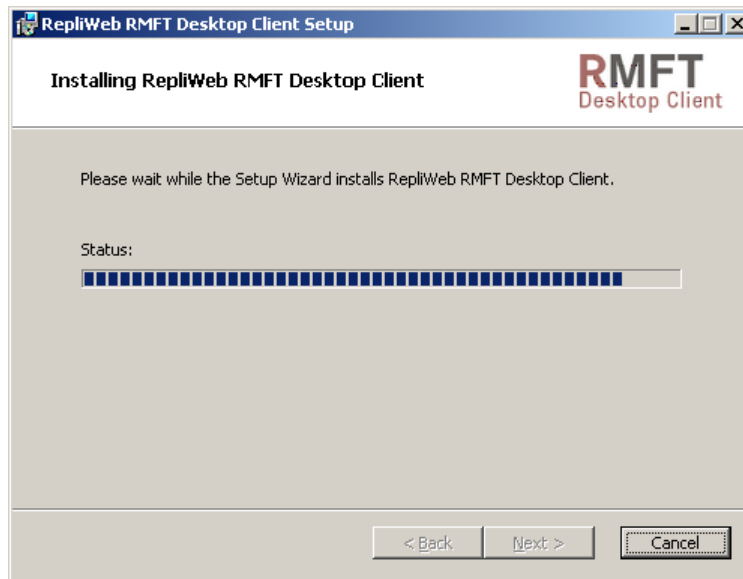 RepliWeb RMFT Desktop Client Setup
Installing RepliWeb RMFT Desktop Client
RMFT
Desktop Client
Please wait while the Setup Wizard installs RepliWeb RMFT Desktop Client.
Status:
< Back
Next >
Cancel